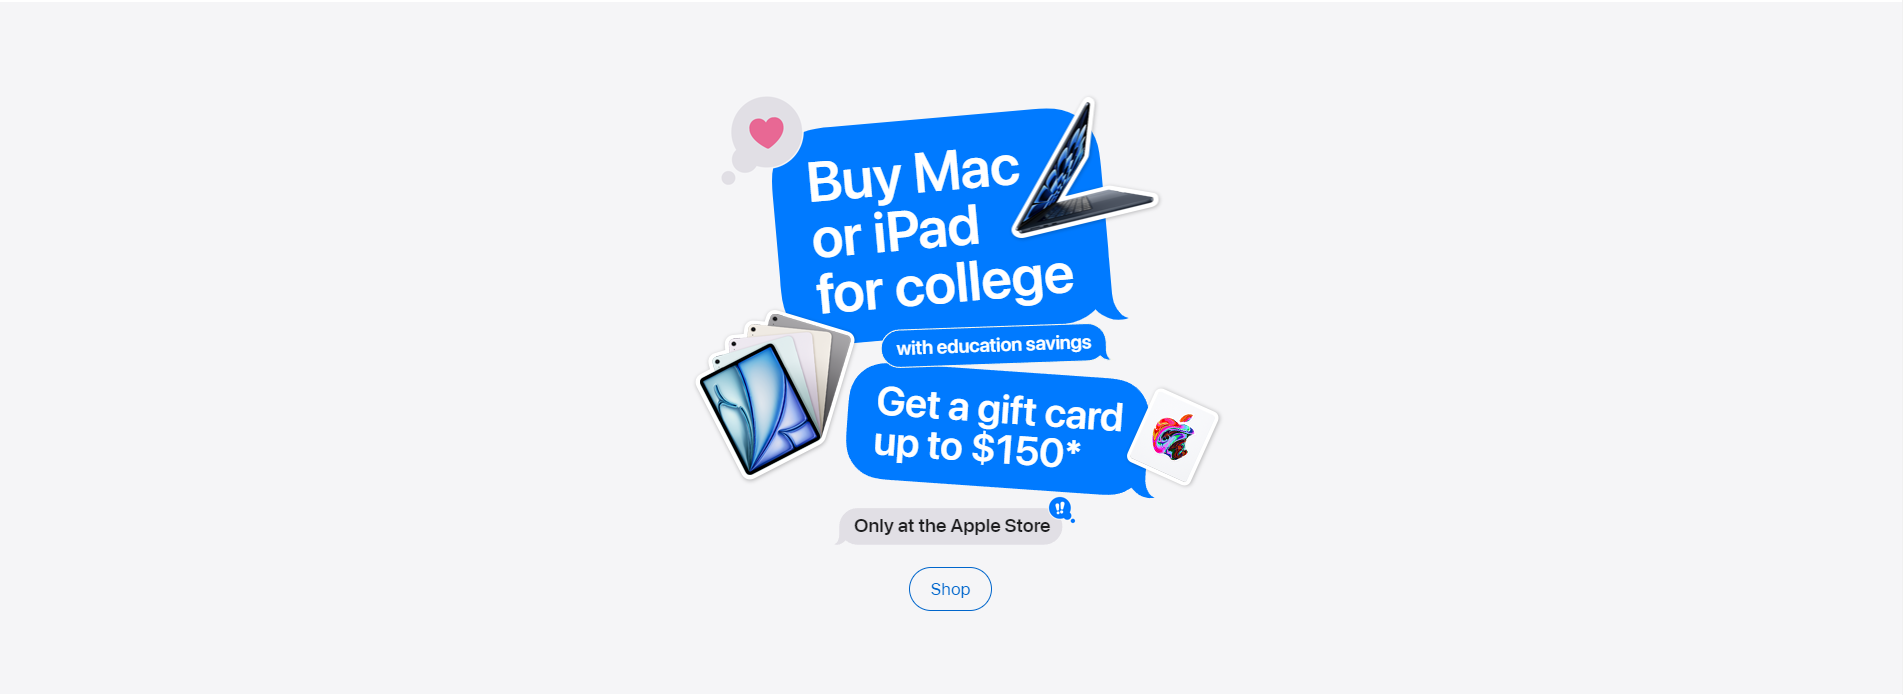 Buy Mac
or iPad
for college
with education savings
Get a gift card
up to $150*
!!
Only at the Apple Store
Shop